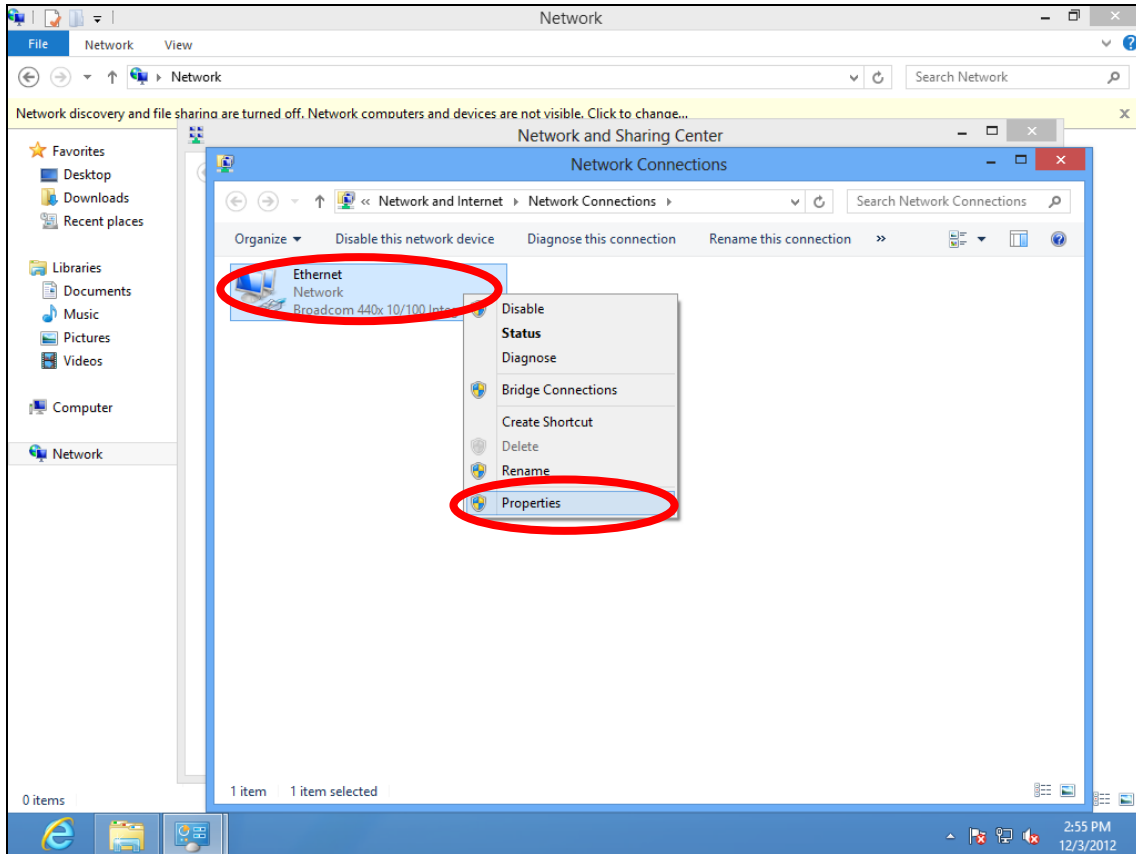 Network
File Network View
Network
Search Network
Network discovery and file sharing are turned off. Network computers and devices are not visible. Click to change...
x
Favorites
Desktop
Downloads
Recent places
Libraries
Documents
Music
Pictures
Videos
Computer
Network
0 items
Network and Sharing Center
Network Connections
« Network and Internet Network Connections
Search Network Connections
Organize Disable this network device Diagnose this connection Rename this connection »
Ethernet
Network
Broadcom 440x 10/100
Disable
Status
Diagnose
Bridge Connections
Create Shortcut
Delete
Rename
Properties
1 item 1 item selected
2:55 PM
12/3/2012